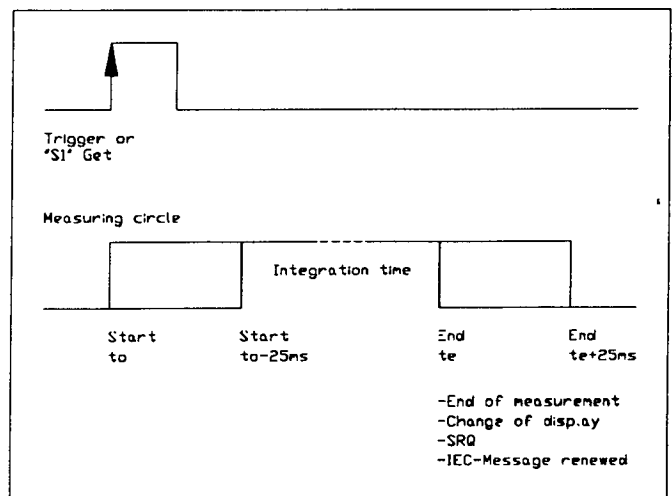 Trigger or
"S1" Get
Measuring circle
Integration time
Start Start End End
to to-25ms te te+25ms
-End of measurement
-Change of disp.ay
-SRQ
-IEC-Message renewed